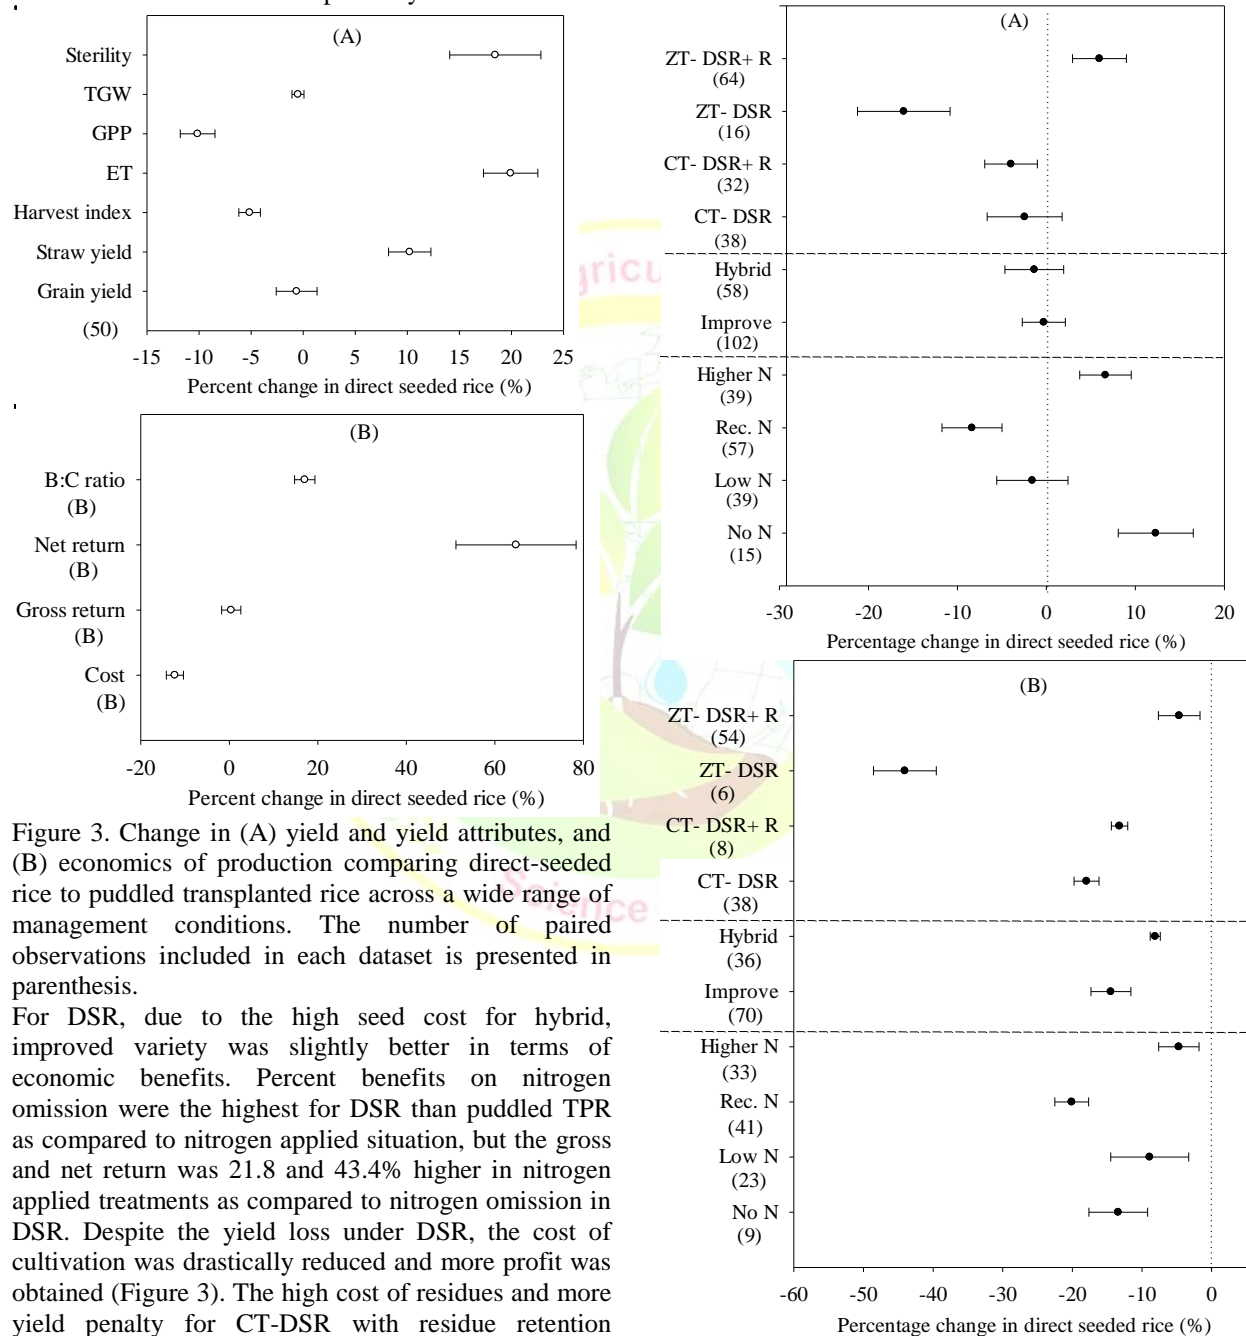 (A)
Sterility
TGW
GPP
ET
Harvest index
Straw yield
Grain yield
(50)
-15 -10 -5 0 5 10 15 20 25
Percent change in direct seeded rice (%)
(B)
B:C ratio
(B)
Net return
(B)
Gross return
(B)
Cost
(B)
-20 0 20 40 60 80
Percent change in direct seeded rice (%)
Figure 3. Change in (A) yield and yield attributes, and
(B) economics of production comparing direct-seeded
rice to puddled transplanted rice across a wide range of
management conditions. The number of paired
observations included in each dataset is presented in
parenthesis.
For DSR, due to the high seed cost for hybrid,
improved variety was slightly better in terms of
economic benefits. Percent benefits on nitrogen
omission were the highest for DSR than puddled TPR
as compared to nitrogen applied situation, but the gross
and net return was 21.8 and 43.4% higher in nitrogen
applied treatments as compared to nitrogen omission in
DSR. Despite the yield loss under DSR, the cost of
cultivation was drastically reduced and more profit was
obtained (Figure 3). The high cost of residues and more
yield penalty for CT-DSR with residue retention
(A)
ZT- DSR+ R
(64)
ZT- DSR
(16)
CT- DSR+ R
(32)
CT- DSR
(38)
Hybrid
(58)
Improve
(102)
Higher N
(39)
Rec. N
(57)
Low N
(39)
No N
(15)
-30 -20 -10 0 10 20
Percentage change in direct seeded rice (%)
(B)
ZT- DSR+ R
(54)
ZT- DSR
(6)
CT- DSR+ R
(8)
CT- DSR
(38)
Hybrid
(36)
Improve
(70)
Higher N
(33)
Rec. N
(41)
Low N
(23)
No N
(9)
-60 -50 -40 -30 -20 -10 0
Percentage change in direct seeded rice (%)
Science